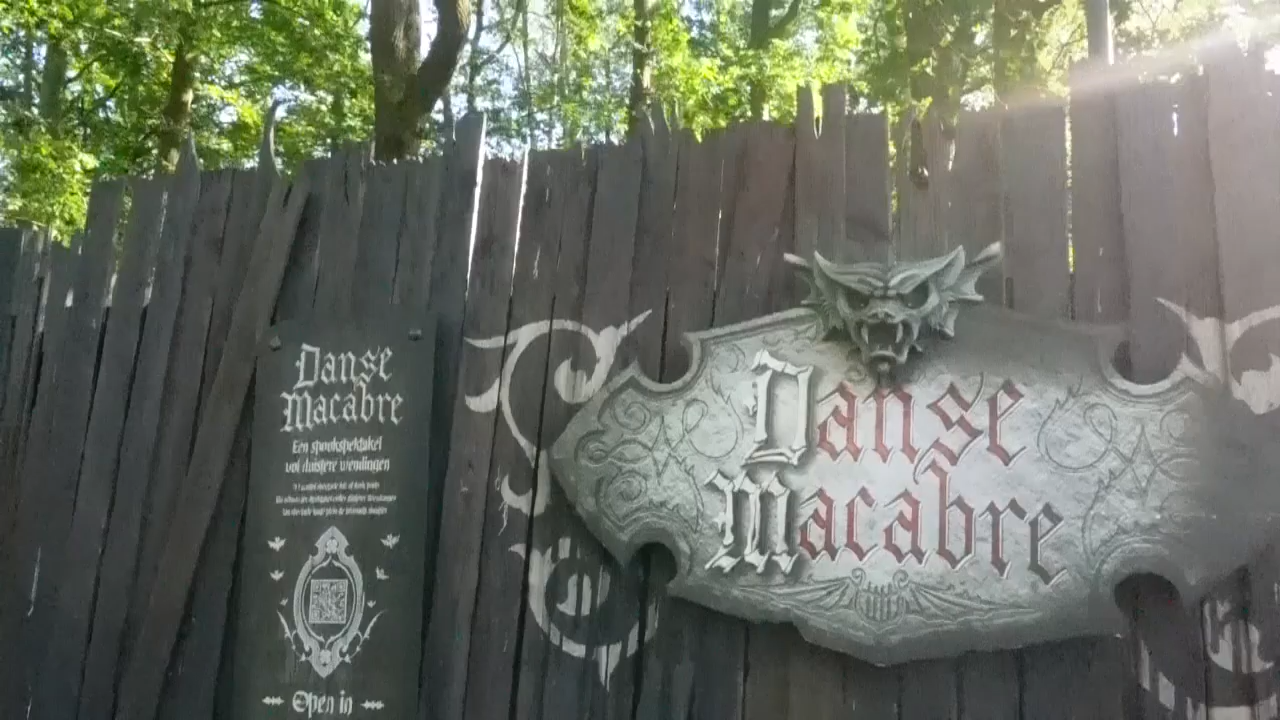 Danse
Macabre
Een spookspektakel
vol duistere wendingen
Open in
Danse
Macabre